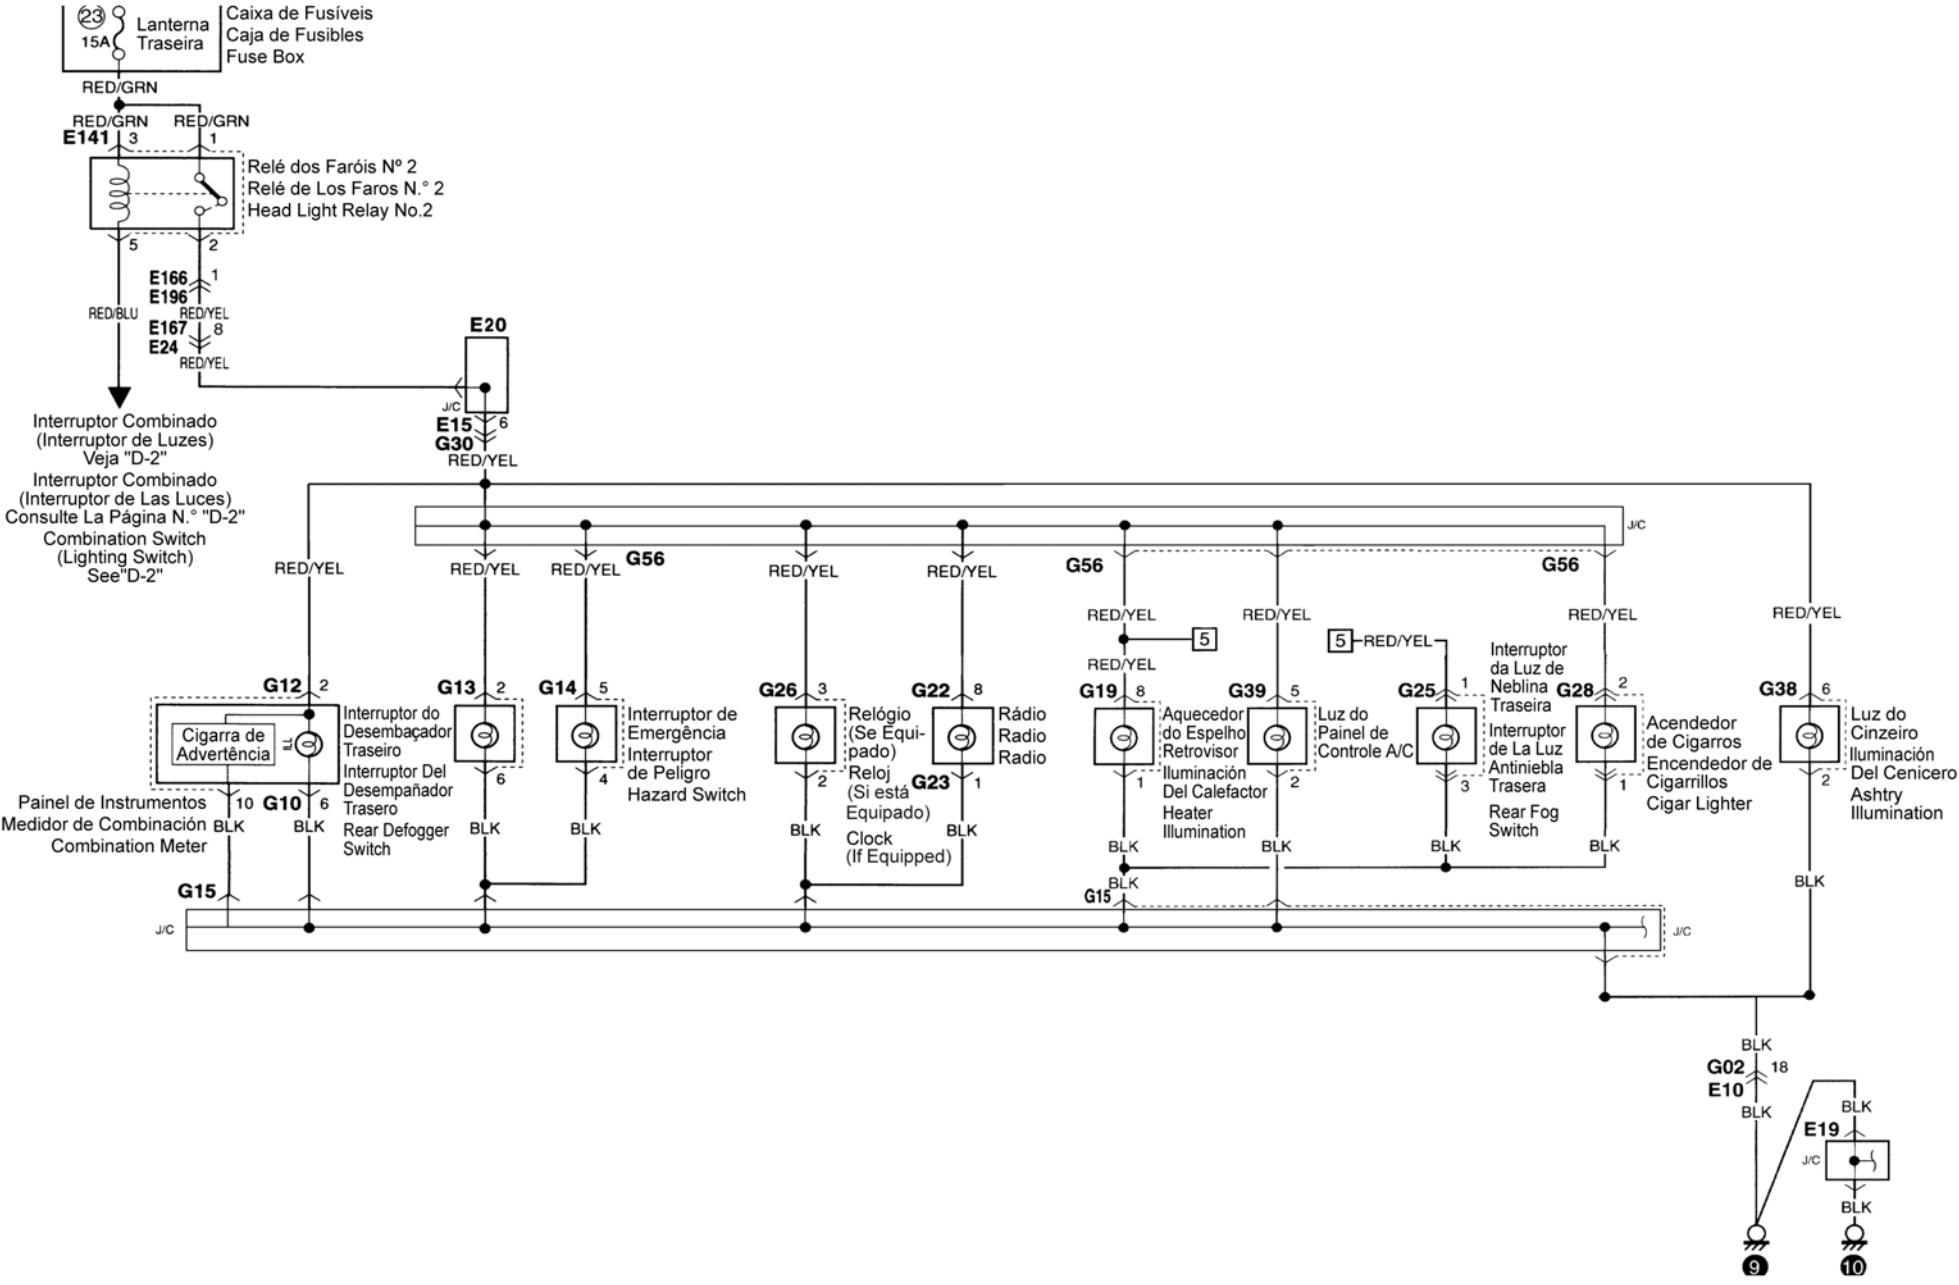 23
15A
Lanterna
Traseira
Caixa de Fusíveis
Caja de Fusibles
Fuse Box
RED/GRN
RED/GRN RED/GRN
E141 3 1
Relé dos Faróis Nº 2
Relé de Los Faros N.° 2
Head Light Relay No.2
5 2
E166 1
E196
RED/BLU RED/YEL
E167 8
E24
RED/YEL
Interruptor Combinado
(Interruptor de Luzes)
Veja "D-2"
Interruptor Combinado
(Interruptor de Las Luces)
Consulte La Página N.° "D-2"
Combination Switch
(Lighting Switch)
See"D-2"
E20
J/C
E15 6
G30
RED/YEL
J/C
G56 G56 G56
RED/YEL RED/YEL RED/YEL RED/YEL RED/YEL
RED/YEL RED/YEL RED/YEL RED/YEL
5 5 RED/YEL
RED/YEL
G12 2
Cigarra de
Advertência
ILL
10 G10 6
Painel de Instrumentos
Medidor de Combinación
Combination Meter
BLK BLK
G13 2
Interruptor do
Desembaçador
Traseiro
Interruptor Del
Desempañador
Trasero
Rear Defogger
Switch
6
BLK
G14 5
Interruptor de
Emergência
Interruptor
de Peligro
Hazard Switch
4
BLK
G26 3
Relógio
(Se Equi-
pado)
Reloj
(Si está
Equipado)
Clock
(If Equipped)
2
BLK
G22 8
Rádio
Radio
Radio
G23 1
BLK
G19 8
Aquecedor
do Espelho
Retrovisor
Iluminación
Del Calefactor
Heater
Illumination
1
BLK
G39 5
Luz do
Painel de
Controle A/C
2
BLK
G25 1
Interruptor
da Luz de
Neblina
Traseira
Interruptor
de La Luz
Antiniebla
Trasera
Rear Fog
Switch
3
BLK
G28 2
Acendedor
de Cigarros
Encendedor de
Cigarrillos
Cigar Lighter
1
BLK
G38 6
Luz do
Cinzeiro
Iluminación
Del Cenicero
Ashtry
Illumination
2
BLK
G15
BLK
G15
J/C J/C
BLK
G02 18
E10
BLK
BLK
E19
J/C
BLK
9 10